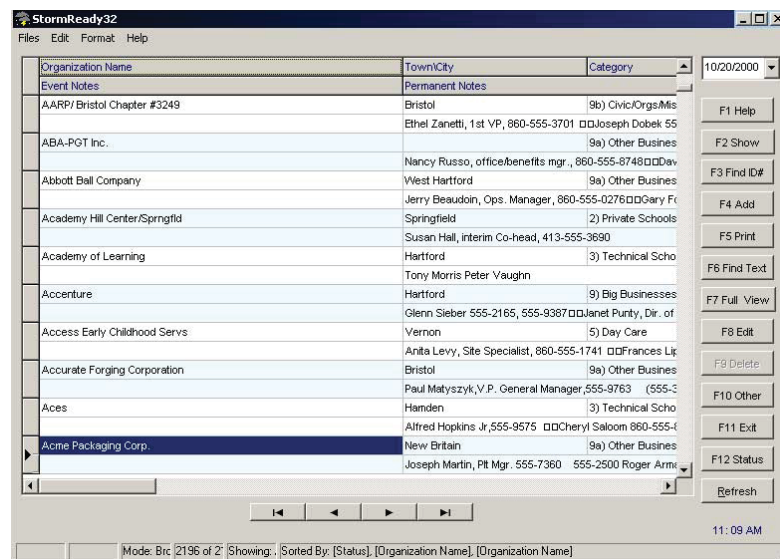 StormReady32
Files Edit Format Help
Organization Name Town\City Category
Event Notes Permanent Notes
10/20/2000
AARP/ Bristol Chapter #3249 Bristol 9b) Civic/Orgs/Mis
Ethel Zanetti, 1st VP, 860-555-3701 □□Joseph Dobek 55
ABA-PGT Inc. 9a) Other Busines
Nancy Russo, office/benefits mgr., 860-555-8748□□Dav
Abbott Ball Company West Hartford 9a) Other Busines
Jerry Beaudoin, Ops. Manager, 860-555-0276□□Gary Fo
Academy Hill Center/Sprngfld Springfield 2) Private Schools
Susan Hall, interim Co-head, 413-555-3690
Academy of Learning Hartford 3) Technical Scho
Tony Morris Peter Vaughn
Accenture Hartford 9) Big Businesses
Glenn Sieber 555-2165, 555-9387□□Janet Punty, Dir. of
Access Early Childhood Servs Vernon 5) Day Care
Anita Levy, Site Specialist, 860-555-1741 □□Frances Lip
Accurate Forging Corporation Bristol 9a) Other Busines
Paul Matyszyk,V.P. General Manager,555-9763 (555-3
Aces Hamden 3) Technical Scho
Alfred Hopkins Jr,555-9575 □□Cheryl Saloom 860-555-8
Acme Packaging Corp. New Britain 9a) Other Busines
Joseph Martin, Plt Mgr. 555-7360 555-2500 Roger Arma
F1 Help
F2 Show
F3 Find ID#
F4 Add
F5 Print
F6 Find Text
F7 Full View
F8 Edit
F9 Delete
F10 Other
F11 Exit
F12 Status
Refresh
11:09 AM
Mode: Brc 2196 of 2 Showing: Sorted By: [Status], [Organization Name], [Organization Name]